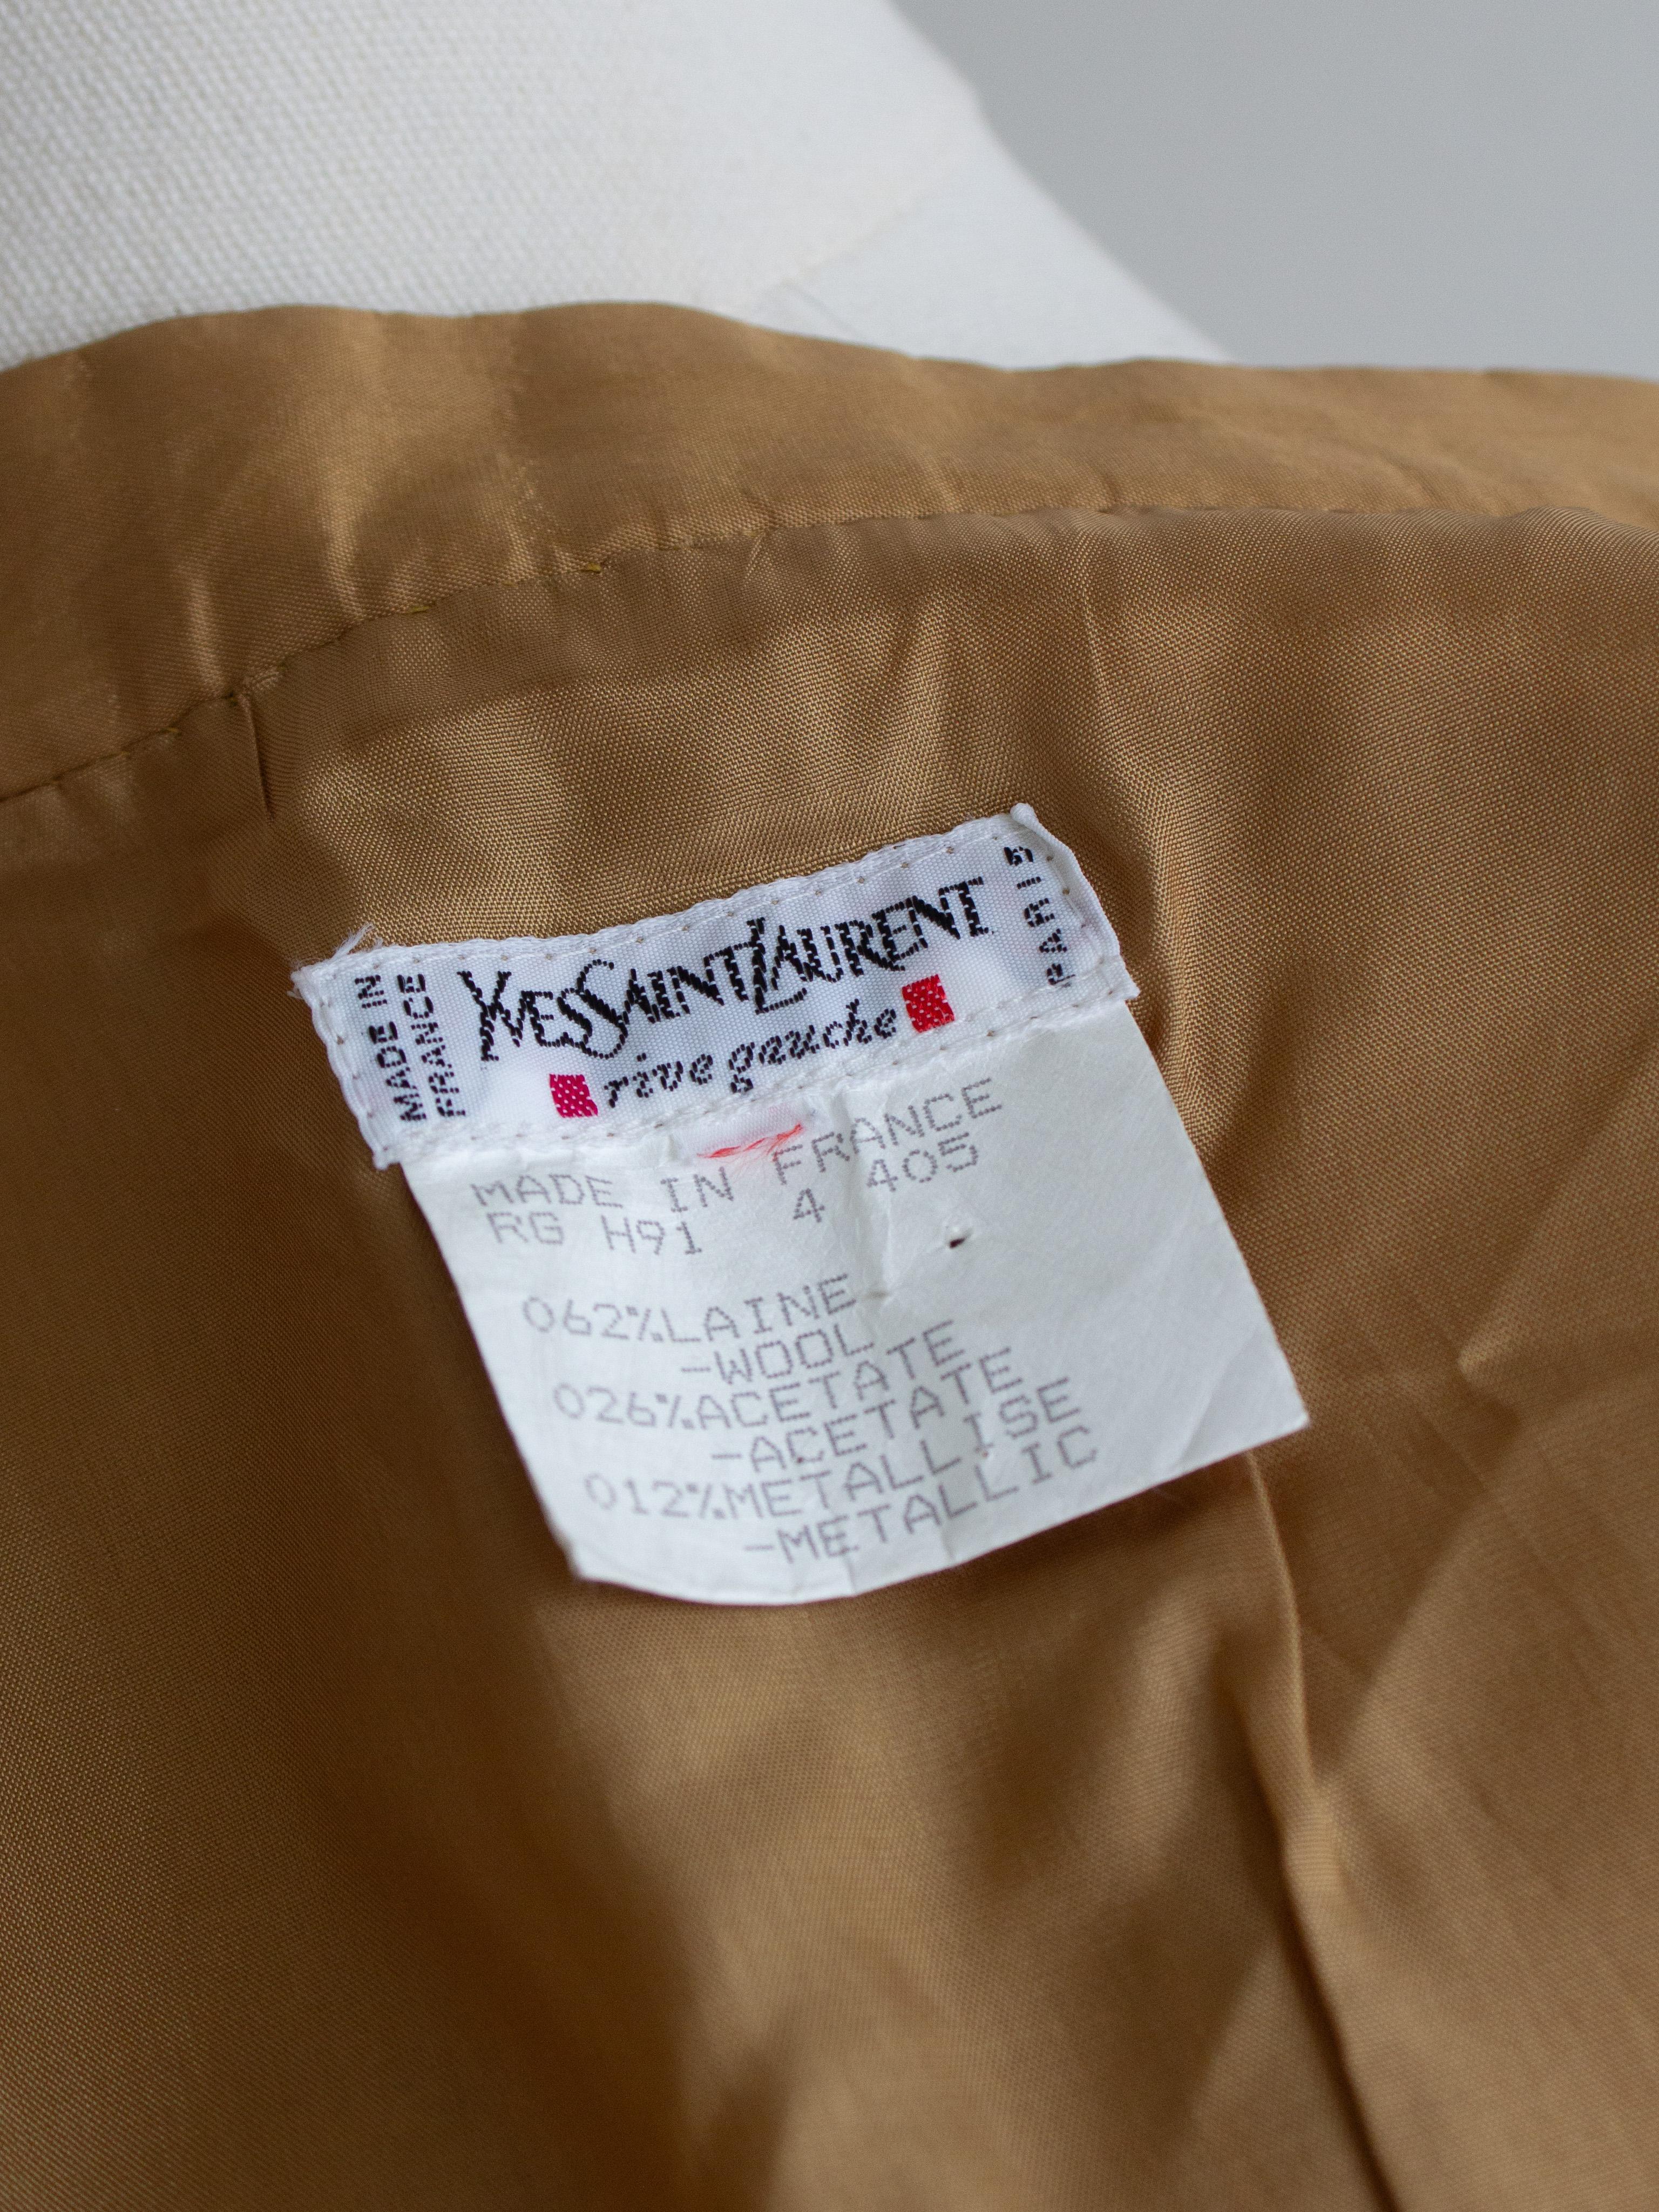 MADE IN
FRANCE
YVESSAINTLAURENT
rive gauche
PARIS
MADE IN FRANCE
RG H91 4 405
062%LAINE
-WOOL
026%ACETATE
-ACETATE
012%METALLISE
-METALLIC